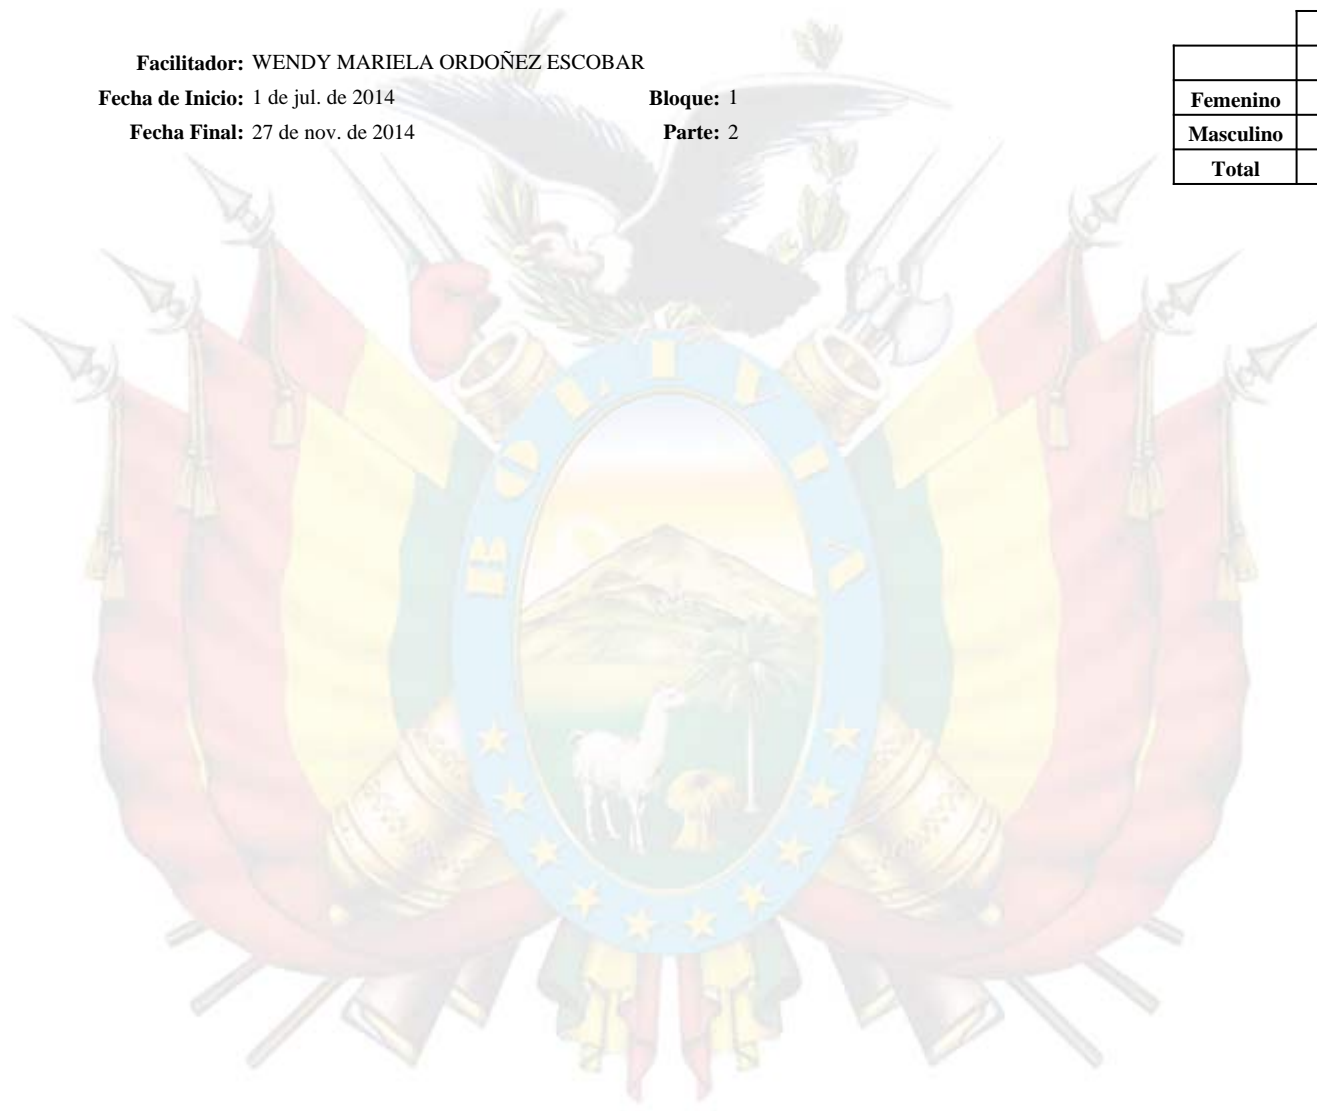 Facilitador: WENDY MARIELA ORDOÑEZ ESCOBAR
Fecha de Inicio: 1 de jul. de 2014 Bloque: 1
Fecha Final: 27 de nov. de 2014 Parte: 2
Femenino
Masculino
Total
BOLIVIA